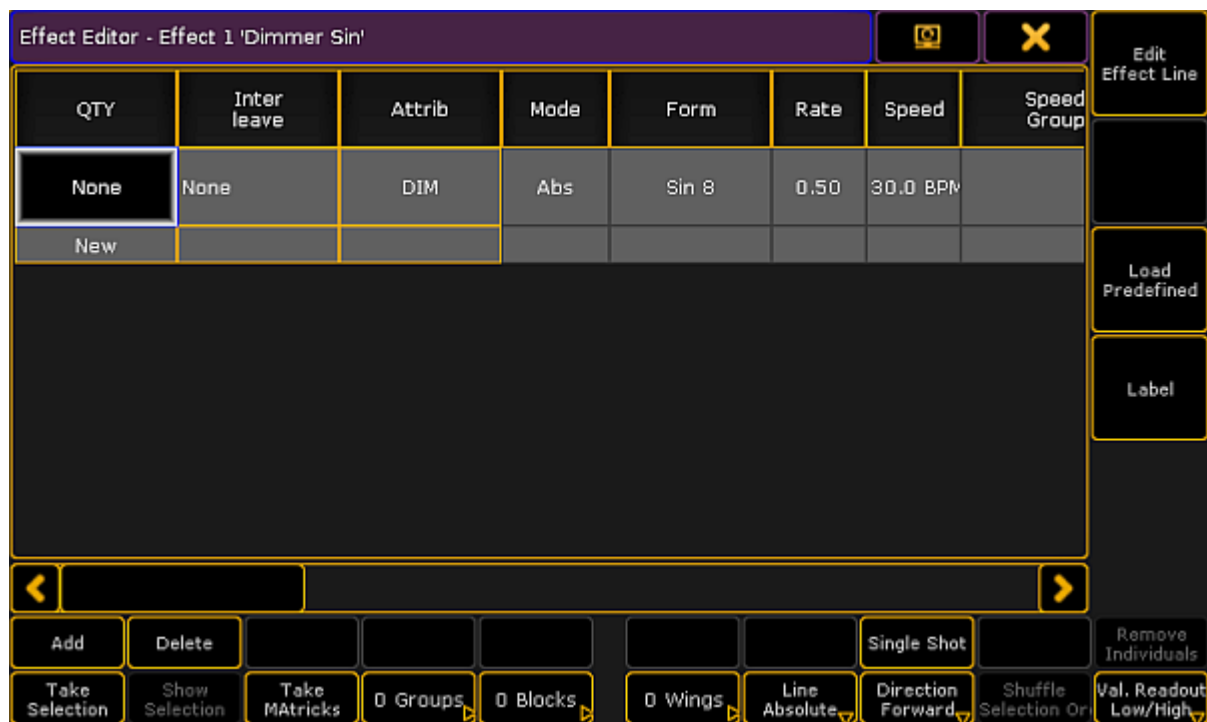 Effect Editor - Effect 1 'Dimmer Sin'
Edit
Effect Line
QTY
Inter
leave
Attrib
Mode
Form
Rate
Speed
Speed
Group
None
None
DIM
Abs
Sin 8
0.50
30.0 BPM
New
Load
Predefined
Label
Add
Delete
Single Shot
Remove
Individuals
Take
Selection
Show
Selection
Take
MAtricks
0 Groups
0 Blocks
0 Wings
Line
Absolute
Direction
Forward
Shuffle
Selection Or
Val. Readout
Low/High